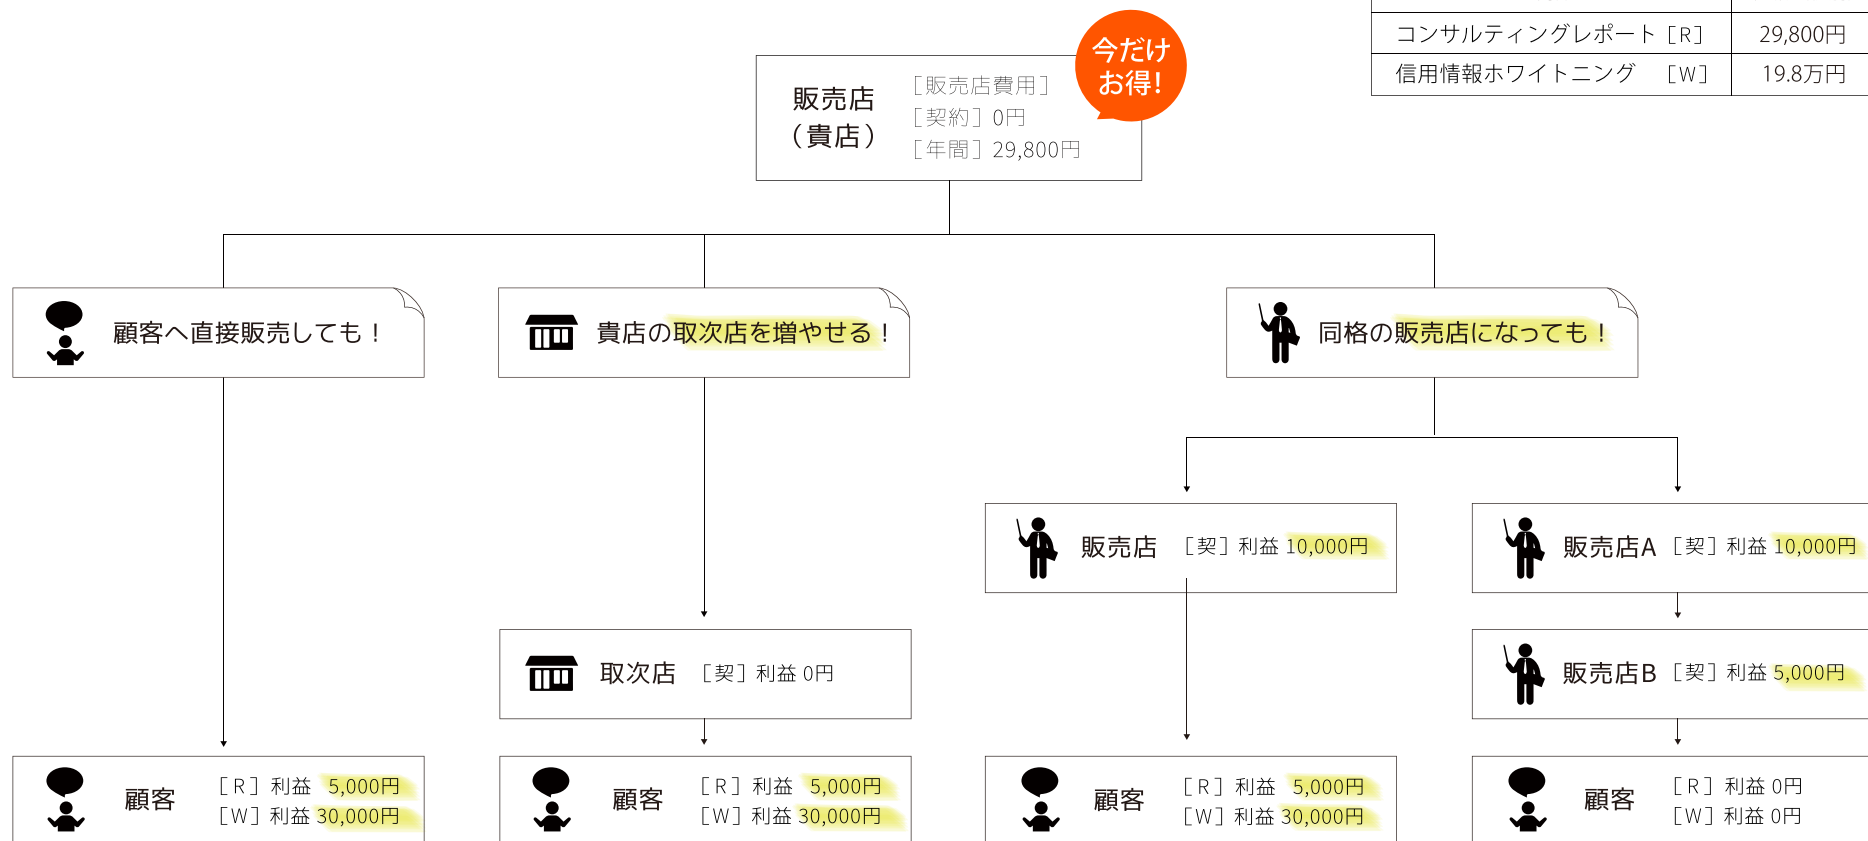 コンサルティングレポート［R］ 29,800円
信用情報ホワイトニング ［W］ 19.8万円
今だけ
お得!
販売店
（貴店）
［販売店費用］
［契約］0円
［年間］29,800円
顧客へ直接販売しても！
貴店の取次店を増やせる！
同格の販売店になっても！
販売店 ［契］利益 10,000円
販売店A ［契］利益 10,000円
取次店 ［契］利益 0円
販売店B ［契］利益 5,000円
顧客
［R］利益 5,000円
［W］利益 30,000円
顧客
［R］利益 5,000円
［W］利益 30,000円
顧客
［R］利益 5,000円
［W］利益 30,000円
顧客
［R］利益 0円
［W］利益 0円